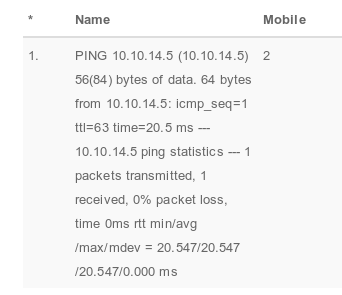 * Name Mobile
1. PING 10.10.14.5 (10.10.14.5) 2
56(84) bytes of data. 64 bytes
from 10.10.14.5: icmp_seq=1
ttl=63 time=20.5 ms ---
10.10.14.5 ping statistics --- 1
packets transmitted, 1
received, 0% packet loss,
time 0ms rtt min/avg
/max/mdev = 20.547/20.547
/20.547/0.000 ms